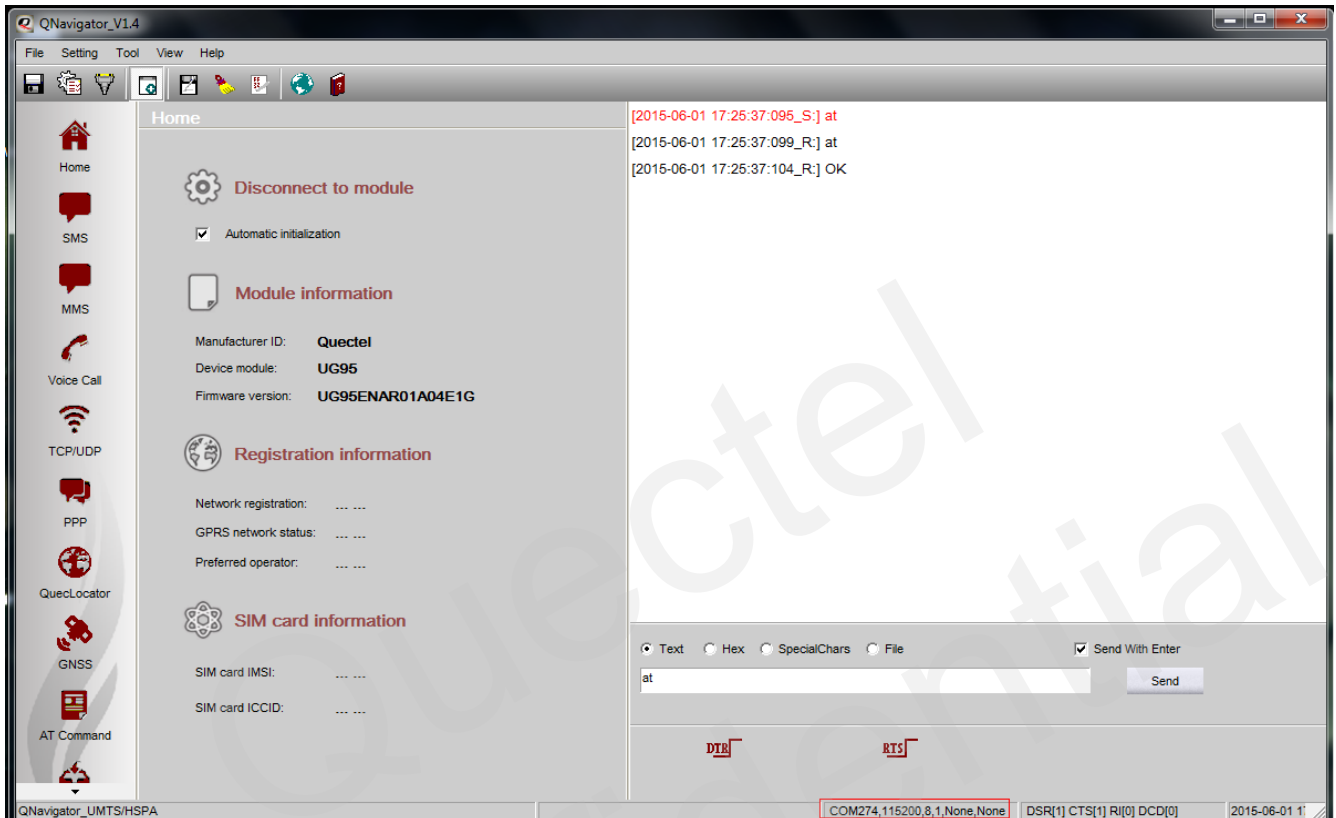 QNavigator_V1.4
File Setting Tool View Help
Home
SMS
MMS
Voice Call
TCP/UDP
PPP
QuecLocator
GNSS
AT Command
Home
Disconnect to module
Automatic initialization
Module information
Manufacturer ID: Quectel
Device module: UG95
Firmware version: UG95ENAR01A04E1G
Registration information
Network registration: --- ---
GPRS network status: --- ---
Preferred operator: --- ---
SIM card information
SIM card IMSI: --- ---
SIM card ICCID: --- ---
[2015-06-01 17:25:37:095_S:] at
[2015-06-01 17:25:37:099_R:] at
[2015-06-01 17:25:37:104_R:] OK
Text Hex SpecialChars File Send With Enter
at Send
DTR RTS
QNavigator_UMTS/HSPA COM274,115200,8,1,None,None DSR[1] CTS[1] RI[0] DCD[0] 2015-06-01
Quectel